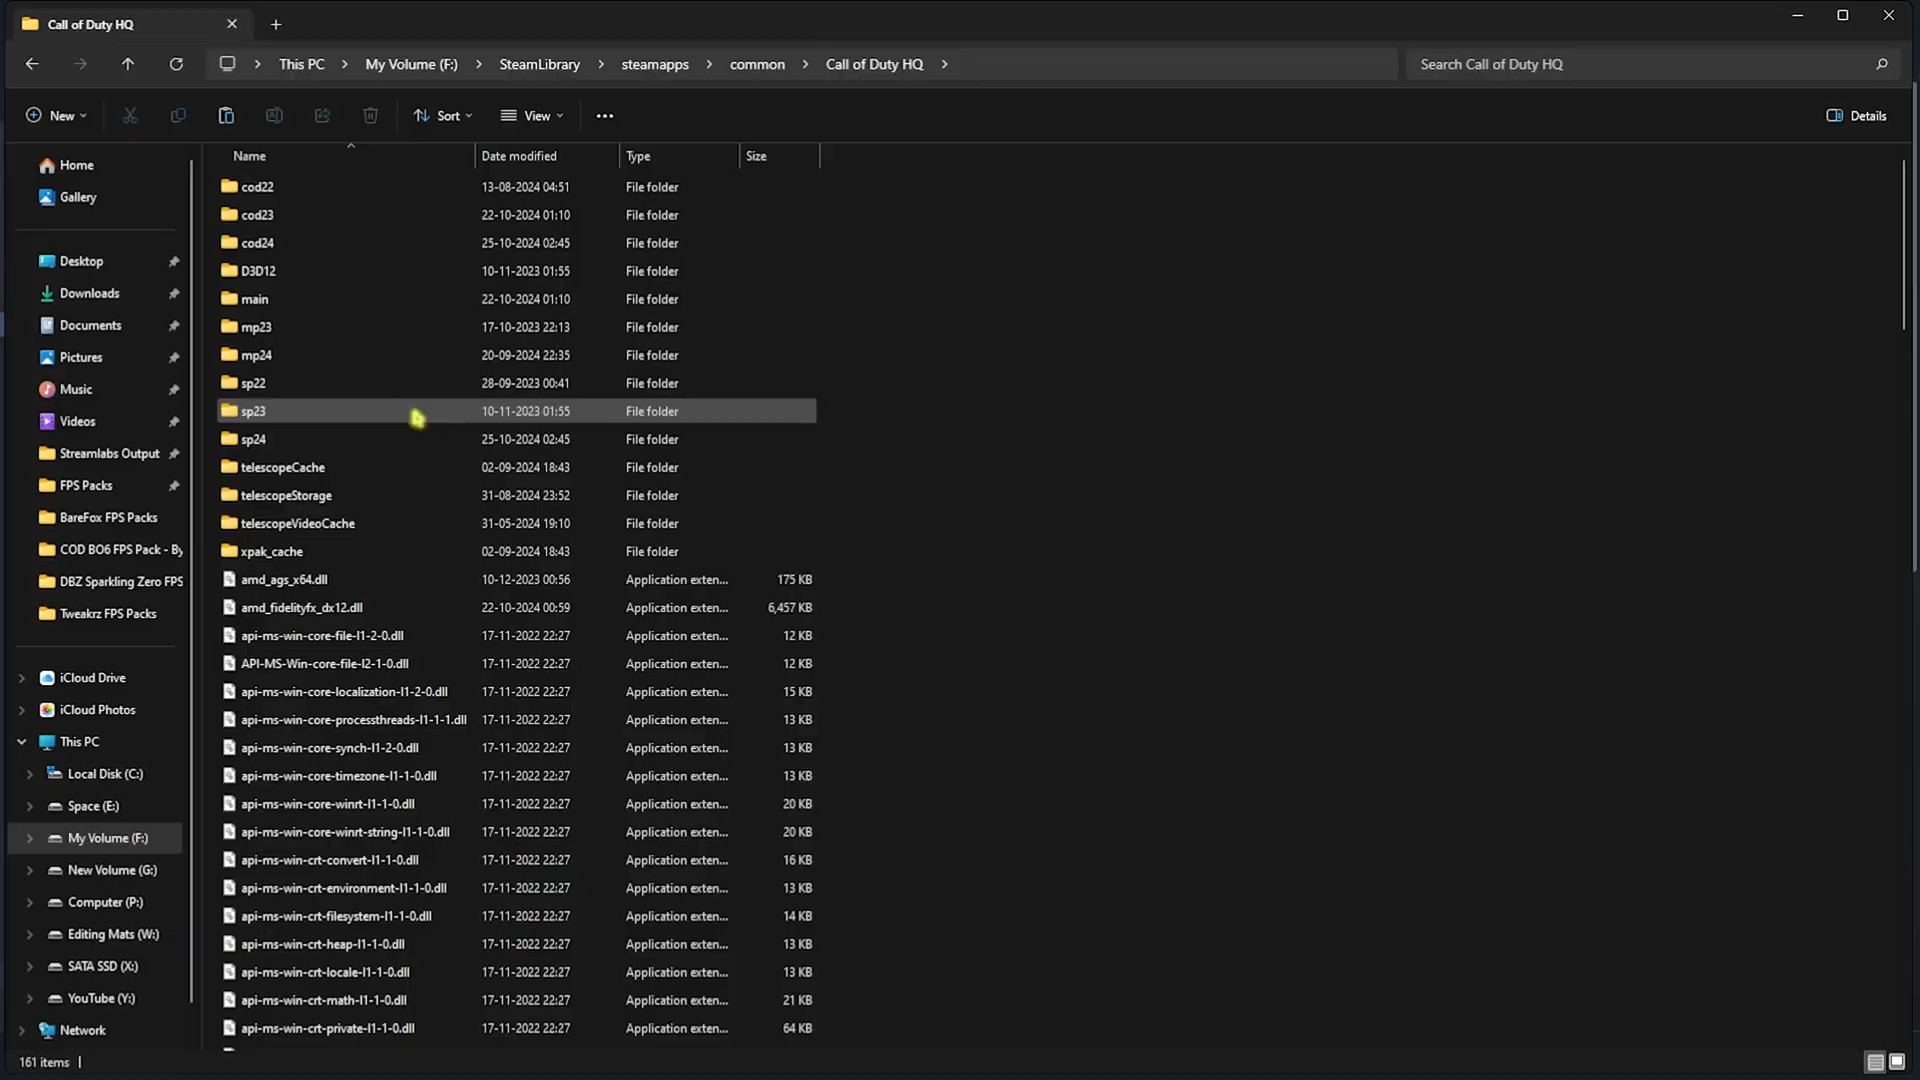 Call of Duty HQ
This PC
My Volume (F:)
SteamLibrary
steamapps
common
Call of Duty HQ
Search Call of Duty HQ
New
Sort
View
Details
Home
Gallery
Desktop
Downloads
Documents
Pictures
Music
Videos
Streamlabs Output
FPS Packs
BareFox FPS Packs
COD BO6 FPS Pack - By
DBZ Sparkling Zero FPS
Tweakrz FPS Packs
iCloud Drive
iCloud Photos
This PC
Local Disk (C:)
Space (E:)
My Volume (F:)
New Volume (G:)
Computer (P:)
Editing Mats (W:)
SATA SSD (X:)
YouTube (Y:)
Network
Name Date modified Type Size
cod22 13-08-2024 04:51 File folder
cod23 22-10-2024 01:10 File folder
cod24 25-10-2024 02:45 File folder
D3D12 10-11-2023 01:55 File folder
main 22-10-2024 01:10 File folder
mp23 17-10-2023 22:13 File folder
mp24 20-09-2024 22:35 File folder
sp22 28-09-2023 00:41 File folder
sp23 10-11-2023 01:55 File folder
sp24 25-10-2024 02:45 File folder
telescopeCache 02-09-2024 18:43 File folder
telescopeStorage 31-08-2024 23:52 File folder
telescopeVideoCache 31-05-2024 19:10 File folder
xpak_cache 02-09-2024 18:43 File folder
amd_ags_x64.dll 10-12-2023 00:56 Application exten... 175 KB
amd_fidelityfx_dx12.dll 22-10-2024 00:59 Application exten... 6,457 KB
api-ms-win-core-file-l1-2-0.dll 17-11-2022 22:27 Application exten... 12 KB
API-MS-Win-core-file-l2-1-0.dll 17-11-2022 22:27 Application exten... 12 KB
api-ms-win-core-localization-l1-2-0.dll 17-11-2022 22:27 Application exten... 15 KB
api-ms-win-core-processthreads-l1-1-1.dll 17-11-2022 22:27 Application exten... 13 KB
api-ms-win-core-synch-l1-2-0.dll 17-11-2022 22:27 Application exten... 13 KB
api-ms-win-core-timezone-l1-1-0.dll 17-11-2022 22:27 Application exten... 13 KB
api-ms-win-core-winrt-l1-1-0.dll 17-11-2022 22:27 Application exten... 20 KB
api-ms-win-core-winrt-string-l1-1-0.dll 17-11-2022 22:27 Application exten... 20 KB
api-ms-win-crt-convert-l1-1-0.dll 17-11-2022 22:27 Application exten... 16 KB
api-ms-win-crt-environment-l1-1-0.dll 17-11-2022 22:27 Application exten... 13 KB
api-ms-win-crt-filesystem-l1-1-0.dll 17-11-2022 22:27 Application exten... 14 KB
api-ms-win-crt-heap-l1-1-0.dll 17-11-2022 22:27 Application exten... 13 KB
api-ms-win-crt-locale-l1-1-0.dll 17-11-2022 22:27 Application exten... 13 KB
api-ms-win-crt-math-l1-1-0.dll 17-11-2022 22:27 Application exten... 21 KB
api-ms-win-crt-private-l1-1-0.dll 17-11-2022 22:27 Application exten... 64 KB
161 items